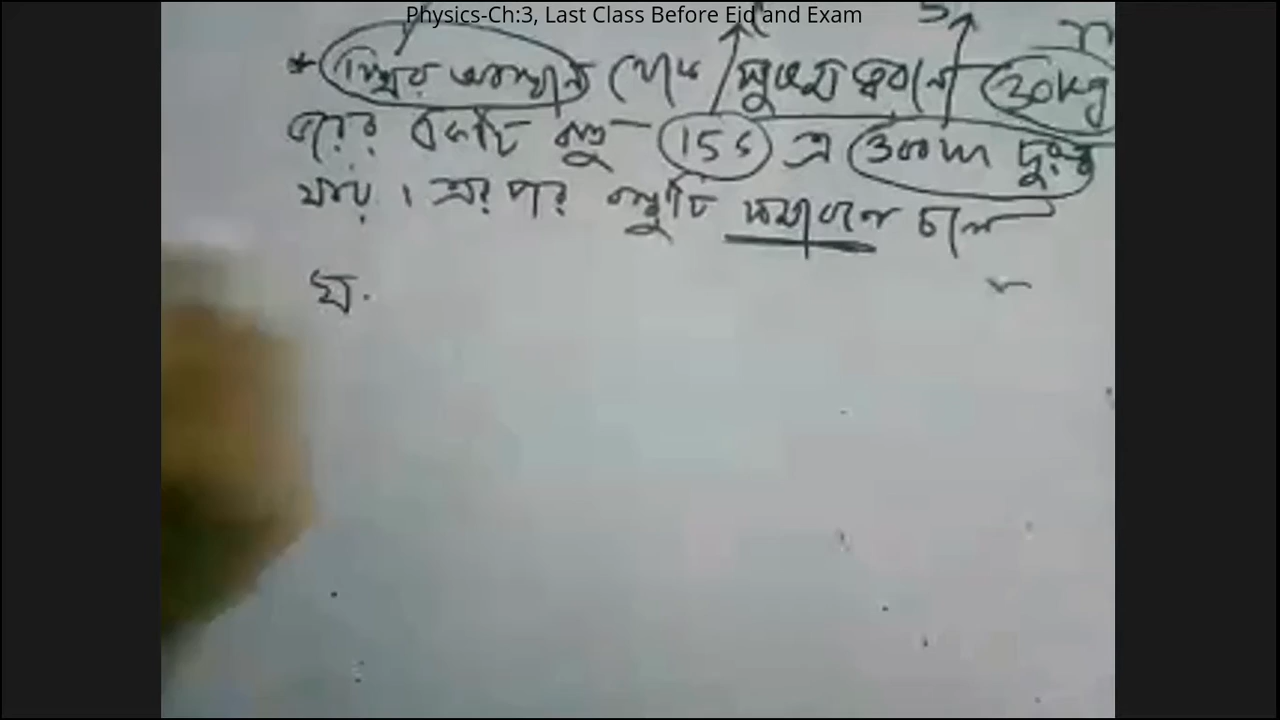 Physics-Ch:3, Last Class Before Eid and Exam
* স্থির অবস্থান থেকে সুষম ত্বরণে 30kg
ভরের একটি বস্তু 15s এ 300m দূরত্ব
যায়। এরপর বস্তুটি সমবেগে চলে
ঘ.